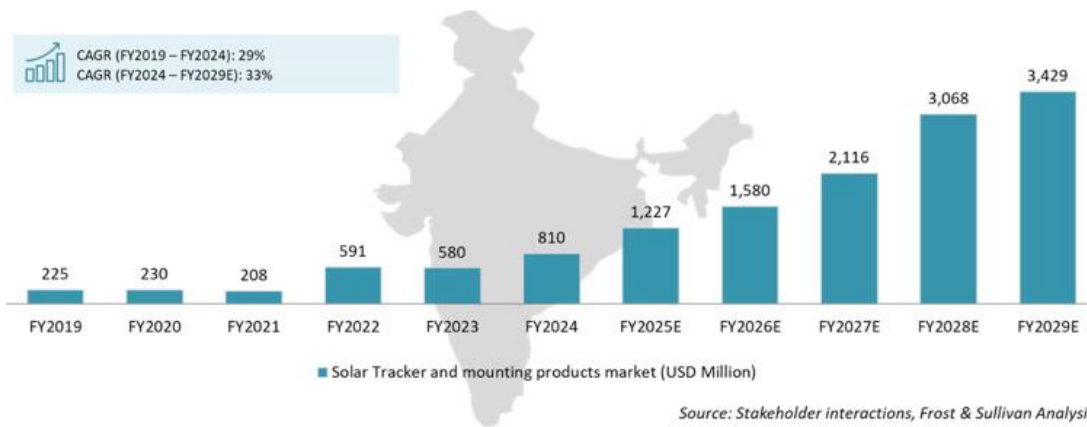 CAGR (FY2019 – FY2024): 29%
CAGR (FY2024 – FY2029E): 33%
225 230 208 591 580 810 1,227 1,580 2,116 3,068 3,429
FY2019 FY2020 FY2021 FY2022 FY2023 FY2024 FY2025E FY2026E FY2027E FY2028E FY2029E
Solar Tracker and mounting products market (USD Million)
Source: Stakeholder interactions, Frost & Sullivan Analysi